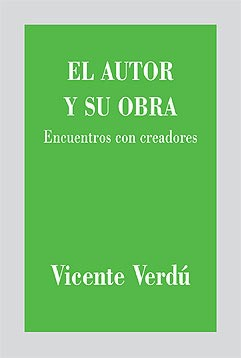 EL AUTOR
Y SU OBRA
Encuentros con creadores
Vicente Verdú